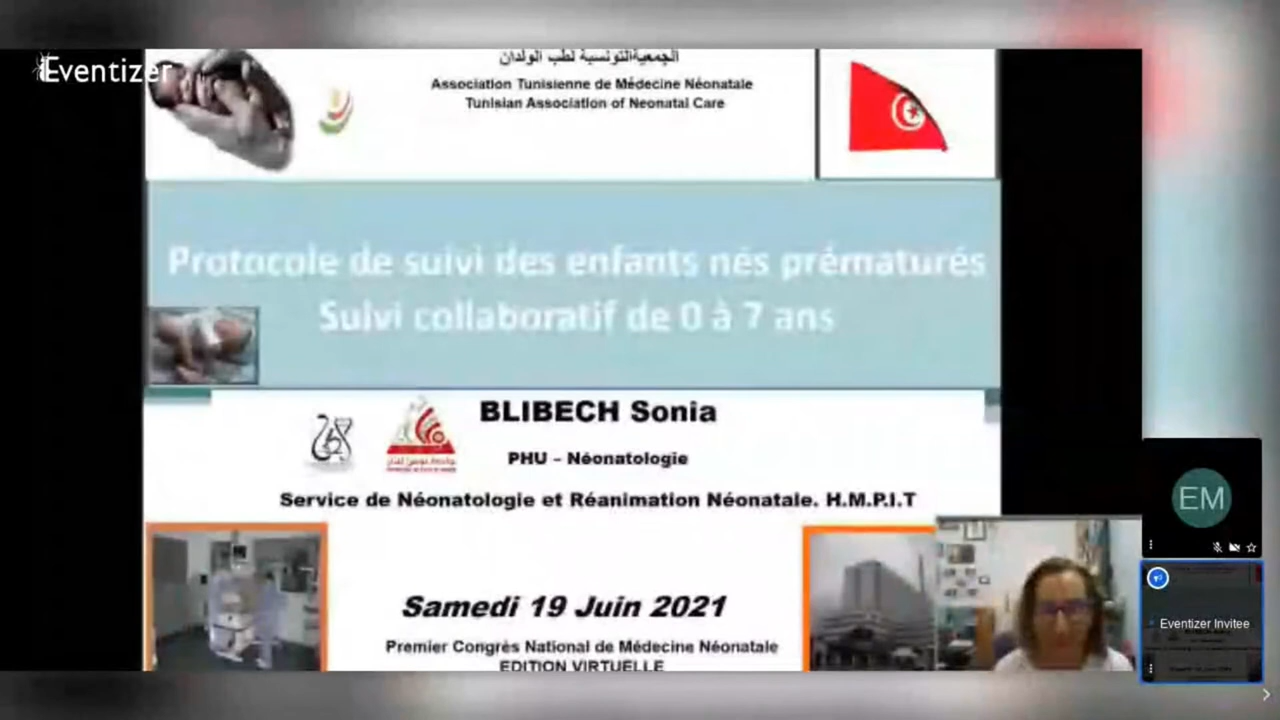 Eventizer
الجمعية التونسية لطب الولدان
Association Tunisienne de Médecine Néonatale
Tunisian Association of Neonatal Care
Protocole de suivi des enfants nés prématurés
Suivi collaboratif de 0 à 7 ans
BLIBECH Sonia
PHU – Néonatologie
Service de Néonatologie et Réanimation Néonatale. H.M.P.I.T
Samedi 19 Juin 2021
Premier Congrès National de Médecine Néonatale
EDITION VIRTUELLE
EM
Eventizer Invitee